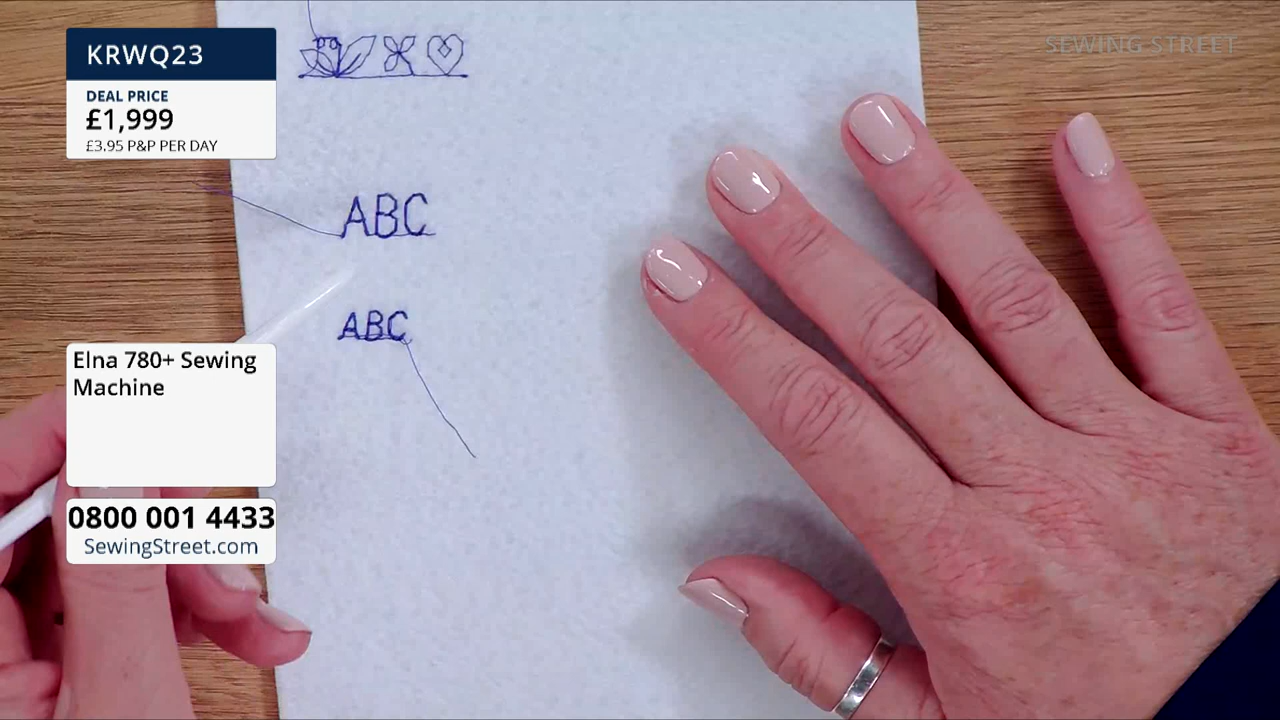 KRWQ23
DEAL PRICE
£1,999
£3.95 P&P PER DAY
SEWING STREET
ABC
ABC
Elna 780+ Sewing
Machine
0800 001 4433
SewingStreet.com